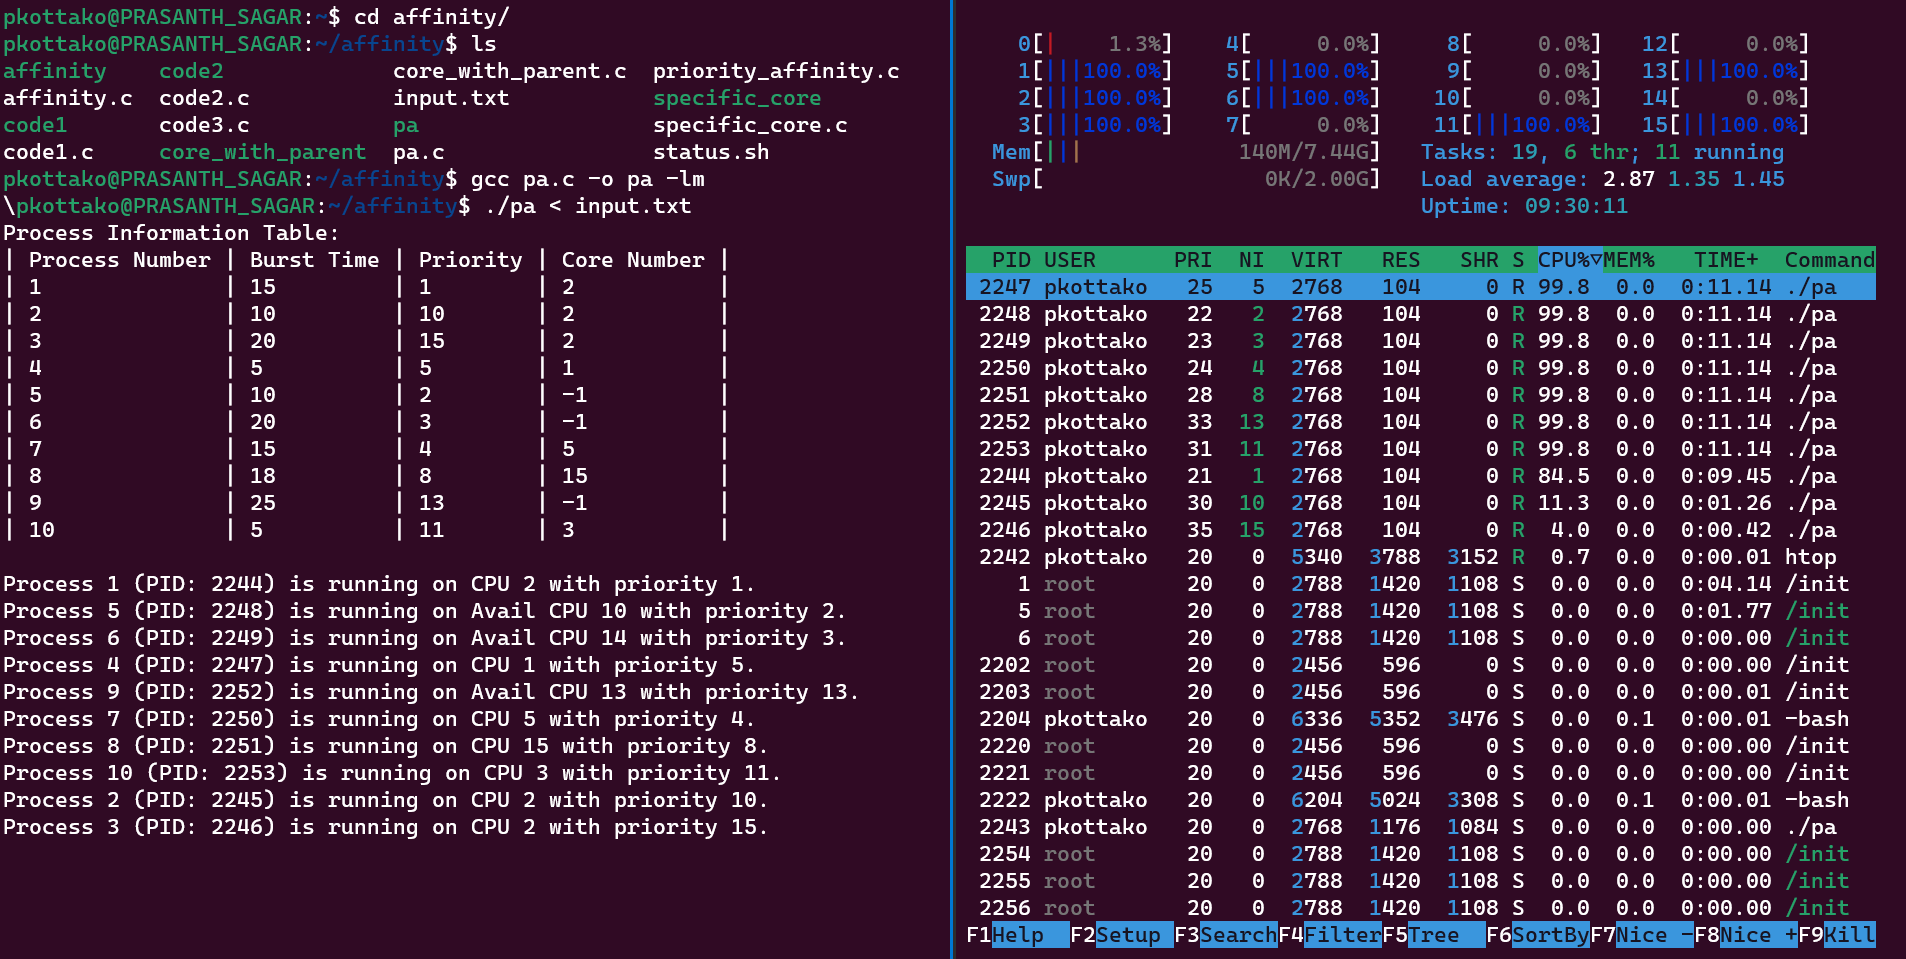 pkottako@PRASANTH_SAGAR:~$ cd affinity/
pkottako@PRASANTH_SAGAR:~/affinity$ ls
affinity    code2             core_with_parent.c  priority_affinity.c
affinity.c  code2.c           input.txt           specific_core
code1       code3.c           pa                  specific_core.c
code1.c     core_with_parent  pa.c                status.sh
pkottako@PRASANTH_SAGAR:~/affinity$ gcc pa.c -o pa -lm
\pkottako@PRASANTH_SAGAR:~/affinity$ ./pa < input.txt
Process Information Table:
| Process Number | Burst Time | Priority | Core Number |
| 1              | 15         | 1        | 2           |
| 2              | 10         | 10       | 2           |
| 3              | 20         | 15       | 2           |
| 4              | 5          | 5        | 1           |
| 5              | 10         | 2        | -1          |
| 6              | 20         | 3        | -1          |
| 7              | 15         | 4        | 5           |
| 8              | 18         | 8        | 15          |
| 9              | 25         | 13       | -1          |
| 10             | 5          | 11       | 3           |
Process 1 (PID: 2244) is running on CPU 2 with priority 1.
Process 5 (PID: 2248) is running on Avail CPU 10 with priority 2.
Process 6 (PID: 2249) is running on Avail CPU 14 with priority 3.
Process 4 (PID: 2247) is running on CPU 1 with priority 5.
Process 9 (PID: 2252) is running on Avail CPU 13 with priority 13.
Process 7 (PID: 2250) is running on CPU 5 with priority 4.
Process 8 (PID: 2251) is running on CPU 15 with priority 8.
Process 10 (PID: 2253) is running on CPU 3 with priority 11.
Process 2 (PID: 2245) is running on CPU 2 with priority 10.
Process 3 (PID: 2246) is running on CPU 2 with priority 15.
0[|    1.3%]    4[     0.0%]    8[     0.0%]   12[     0.0%]
1[|||100.0%]    5[|||100.0%]    9[     0.0%]   13[|||100.0%]
2[|||100.0%]    6[|||100.0%]   10[     0.0%]   14[     0.0%]
3[|||100.0%]    7[     0.0%]   11[|||100.0%]   15[|||100.0%]
Mem[|||            140M/7.44G]   Tasks: 19, 6 thr; 11 running
Swp[                 0K/2.00G]   Load average: 2.87 1.35 1.45
Uptime: 09:30:11
PID USER      PRI  NI  VIRT   RES   SHR S CPU%▽MEM%   TIME+  Command
2247 pkottako   25   5  2768   104     0 R 99.8  0.0  0:11.14 ./pa
2248 pkottako   22   2  2768   104     0 R 99.8  0.0  0:11.14 ./pa
2249 pkottako   23   3  2768   104     0 R 99.8  0.0  0:11.14 ./pa
2250 pkottako   24   4  2768   104     0 R 99.8  0.0  0:11.14 ./pa
2251 pkottako   28   8  2768   104     0 R 99.8  0.0  0:11.14 ./pa
2252 pkottako   33  13  2768   104     0 R 99.8  0.0  0:11.14 ./pa
2253 pkottako   31  11  2768   104     0 R 99.8  0.0  0:11.14 ./pa
2244 pkottako   21   1  2768   104     0 R 84.5  0.0  0:09.45 ./pa
2245 pkottako   30  10  2768   104     0 R 11.3  0.0  0:01.26 ./pa
2246 pkottako   35  15  2768   104     0 R  4.0  0.0  0:00.42 ./pa
2242 pkottako   20   0  5340  3788  3152 R  0.7  0.0  0:00.01 htop
1 root       20   0  2788  1420  1108 S  0.0  0.0  0:04.14 /init
5 root       20   0  2788  1420  1108 S  0.0  0.0  0:01.77 /init
6 root       20   0  2788  1420  1108 S  0.0  0.0  0:00.00 /init
2202 root       20   0  2456   596     0 S  0.0  0.0  0:00.00 /init
2203 root       20   0  2456   596     0 S  0.0  0.0  0:00.01 /init
2204 pkottako   20   0  6336  5352  3476 S  0.0  0.1  0:00.01 -bash
2220 root       20   0  2456   596     0 S  0.0  0.0  0:00.00 /init
2221 root       20   0  2456   596     0 S  0.0  0.0  0:00.00 /init
2222 pkottako   20   0  6204  5024  3308 S  0.0  0.1  0:00.01 -bash
2243 pkottako   20   0  2768  1176  1084 S  0.0  0.0  0:00.00 ./pa
2254 root       20   0  2788  1420  1108 S  0.0  0.0  0:00.00 /init
2255 root       20   0  2788  1420  1108 S  0.0  0.0  0:00.00 /init
2256 root       20   0  2788  1420  1108 S  0.0  0.0  0:00.00 /init
F1Help  F2Setup F3SearchF4FilterF5Tree  F6SortByF7Nice -F8Nice +F9Kill